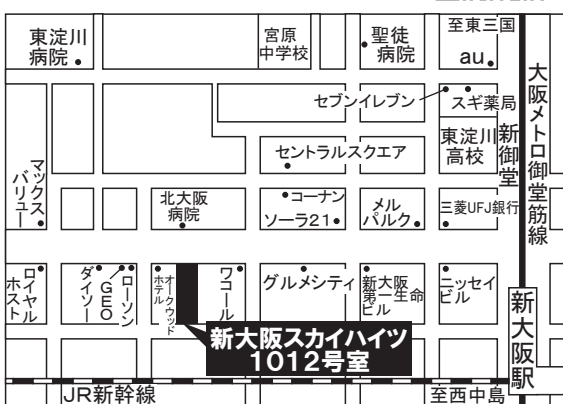 東淀川
病院
宮原
中学校
聖徒
病院
至東三国
au
セブンイレブン
スギ薬局
東淀川
高校
新御堂
大阪メトロ御堂筋線
セントラルスクエア
マックス
バリュー
北大阪
病院
コーナン
ソーラ21
メル
パルク
三菱UFJ銀行
ロイヤル
ホスト
ダイソー
GEO
ローソン
オークウッド
ホテル
ワコール
グルメシティ
新大阪
第一生命
ビル
ニッセイ
ビル
新大阪駅
新大阪スカイハイツ
1012号室
JR新幹線
至西中島